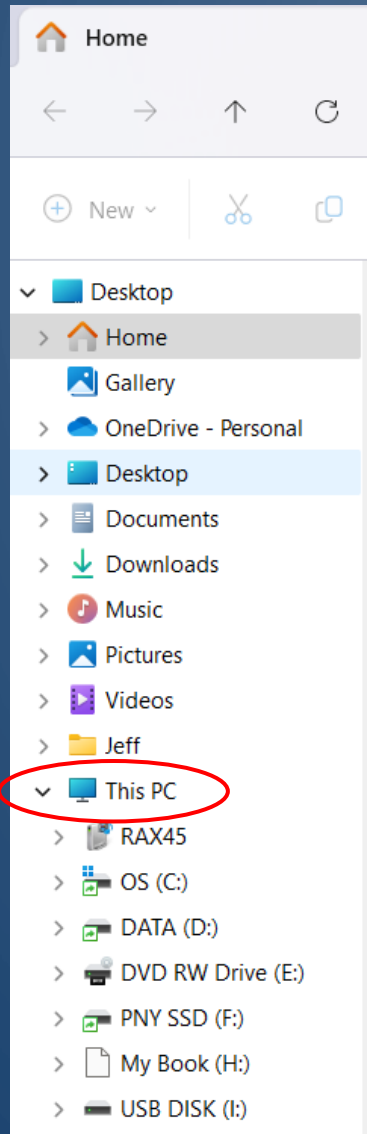 Home
New
Desktop
Home
Gallery
OneDrive - Personal
Desktop
Documents
Downloads
Music
Pictures
Videos
Jeff
This PC
RAX45
OS (C:)
DATA (D:)
DVD RW Drive (E:)
PNY SSD (F:)
My Book (H:)
USB DISK (I:)